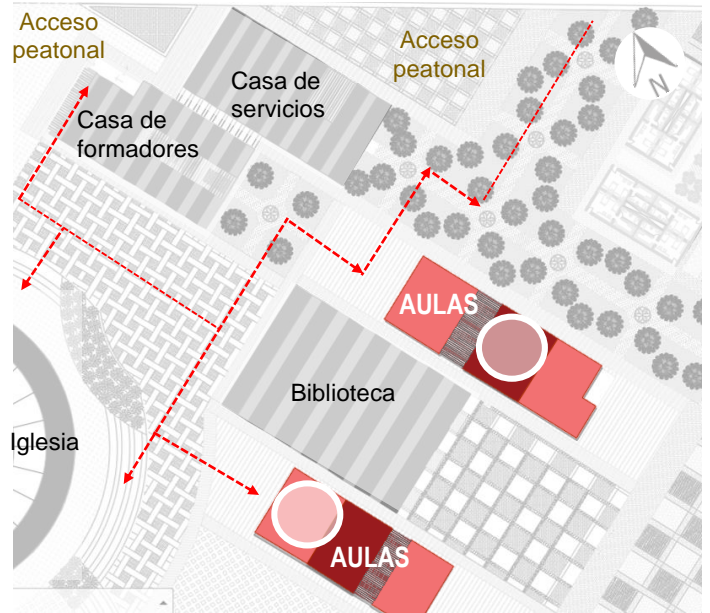 Acceso
peatonal
Acceso
peatonal
Casa de
servicios
Casa de
formadores
N
AULAS
Biblioteca
Iglesia
AULAS